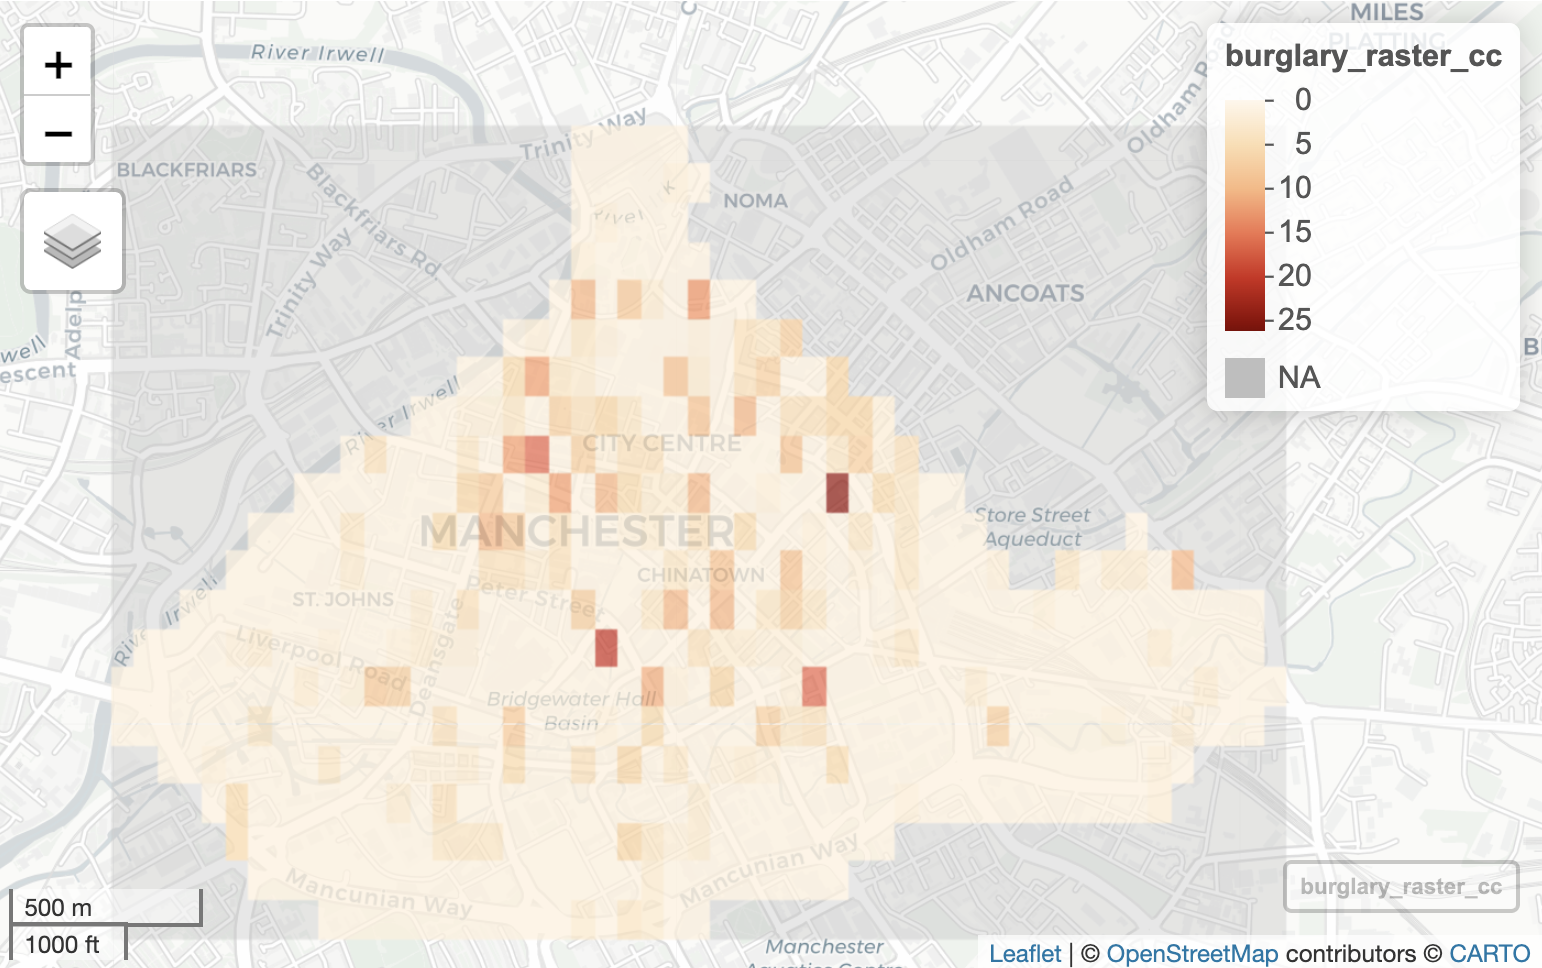 +
−
River Irwell
MILES
PLATTING
Trinity Way
BLACKFRIARS
Blackfriars Rd
Trinity Way
NOMA
Oldham Road
Oldham Road
ANCOATS
burglary_raster_cc
0
5
10
15
20
25
NA
Adelp
well
escent
River Irwell
CITY CENTRE
MANCHESTER
Store Street
Aqueduct
CHINATOWN
Peter Street
ST. JOHNS
River Irwell
Liverpool Road
Deansgate
Bridgewater Hall
Basin
Mancunian Way
Mancunian Way
burglary_raster_cc
500 m
1000 ft
Manchester
Leaflet | © OpenStreetMap contributors © CARTO